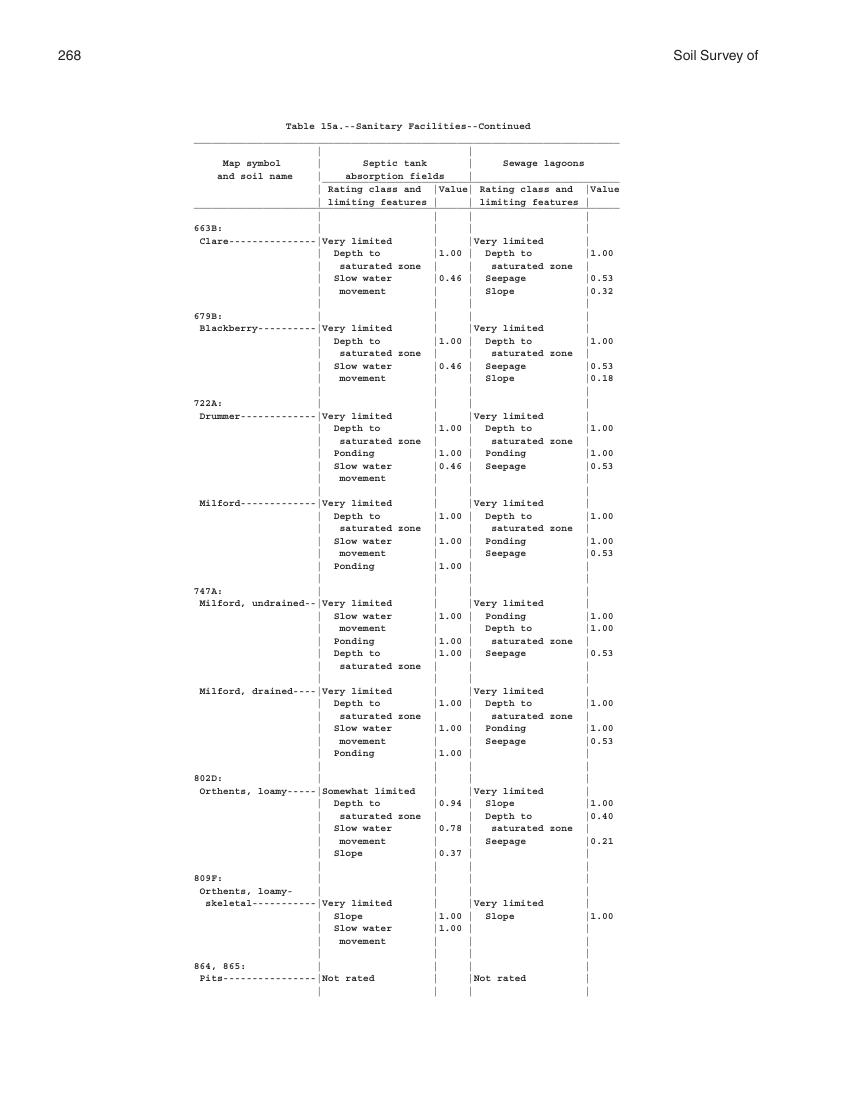 268 Soil Survey of
Table 15a.--Sanitary Facilities--Continued
Map symbol | Septic tank | Sewage lagoons
and soil name | absorption fields |
| Rating class and |Value| Rating class and |Value
| limiting features | | limiting features |
663B:
Clare---------------|Very limited | |Very limited |
| Depth to |1.00 | Depth to |1.00
| saturated zone | | saturated zone |
| Slow water |0.46 | Seepage |0.53
| movement | | Slope |0.32
679B:
Blackberry----------|Very limited | |Very limited |
| Depth to |1.00 | Depth to |1.00
| saturated zone | | saturated zone |
| Slow water |0.46 | Seepage |0.53
| movement | | Slope |0.18
722A:
Drummer-------------|Very limited | |Very limited |
| Depth to |1.00 | Depth to |1.00
| saturated zone | | saturated zone |
| Ponding |1.00 | Ponding |1.00
| Slow water |0.46 | Seepage |0.53
| movement | | |
Milford-------------|Very limited | |Very limited |
| Depth to |1.00 | Depth to |1.00
| saturated zone | | saturated zone |
| Slow water |1.00 | Ponding |1.00
| movement | | Seepage |0.53
| Ponding |1.00 | |
747A:
Milford, undrained--|Very limited | |Very limited |
| Slow water |1.00 | Ponding |1.00
| movement | | Depth to |1.00
| Ponding |1.00 | saturated zone |
| Depth to |1.00 | Seepage |0.53
| saturated zone | | |
Milford, drained----|Very limited | |Very limited |
| Depth to |1.00 | Depth to |1.00
| saturated zone | | saturated zone |
| Slow water |1.00 | Ponding |1.00
| movement | | Seepage |0.53
| Ponding |1.00 | |
802D:
Orthents, loamy-----|Somewhat limited | |Very limited |
| Depth to |0.94 | Slope |1.00
| saturated zone | | Depth to |0.40
| Slow water |0.78 | saturated zone |
| movement | | Seepage |0.21
| Slope |0.37 | |
809F:
Orthents, loamy-
skeletal-----------|Very limited | |Very limited |
| Slope |1.00 | Slope |1.00
| Slow water |1.00 | |
| movement | | |
864, 865:
Pits----------------|Not rated | |Not rated |